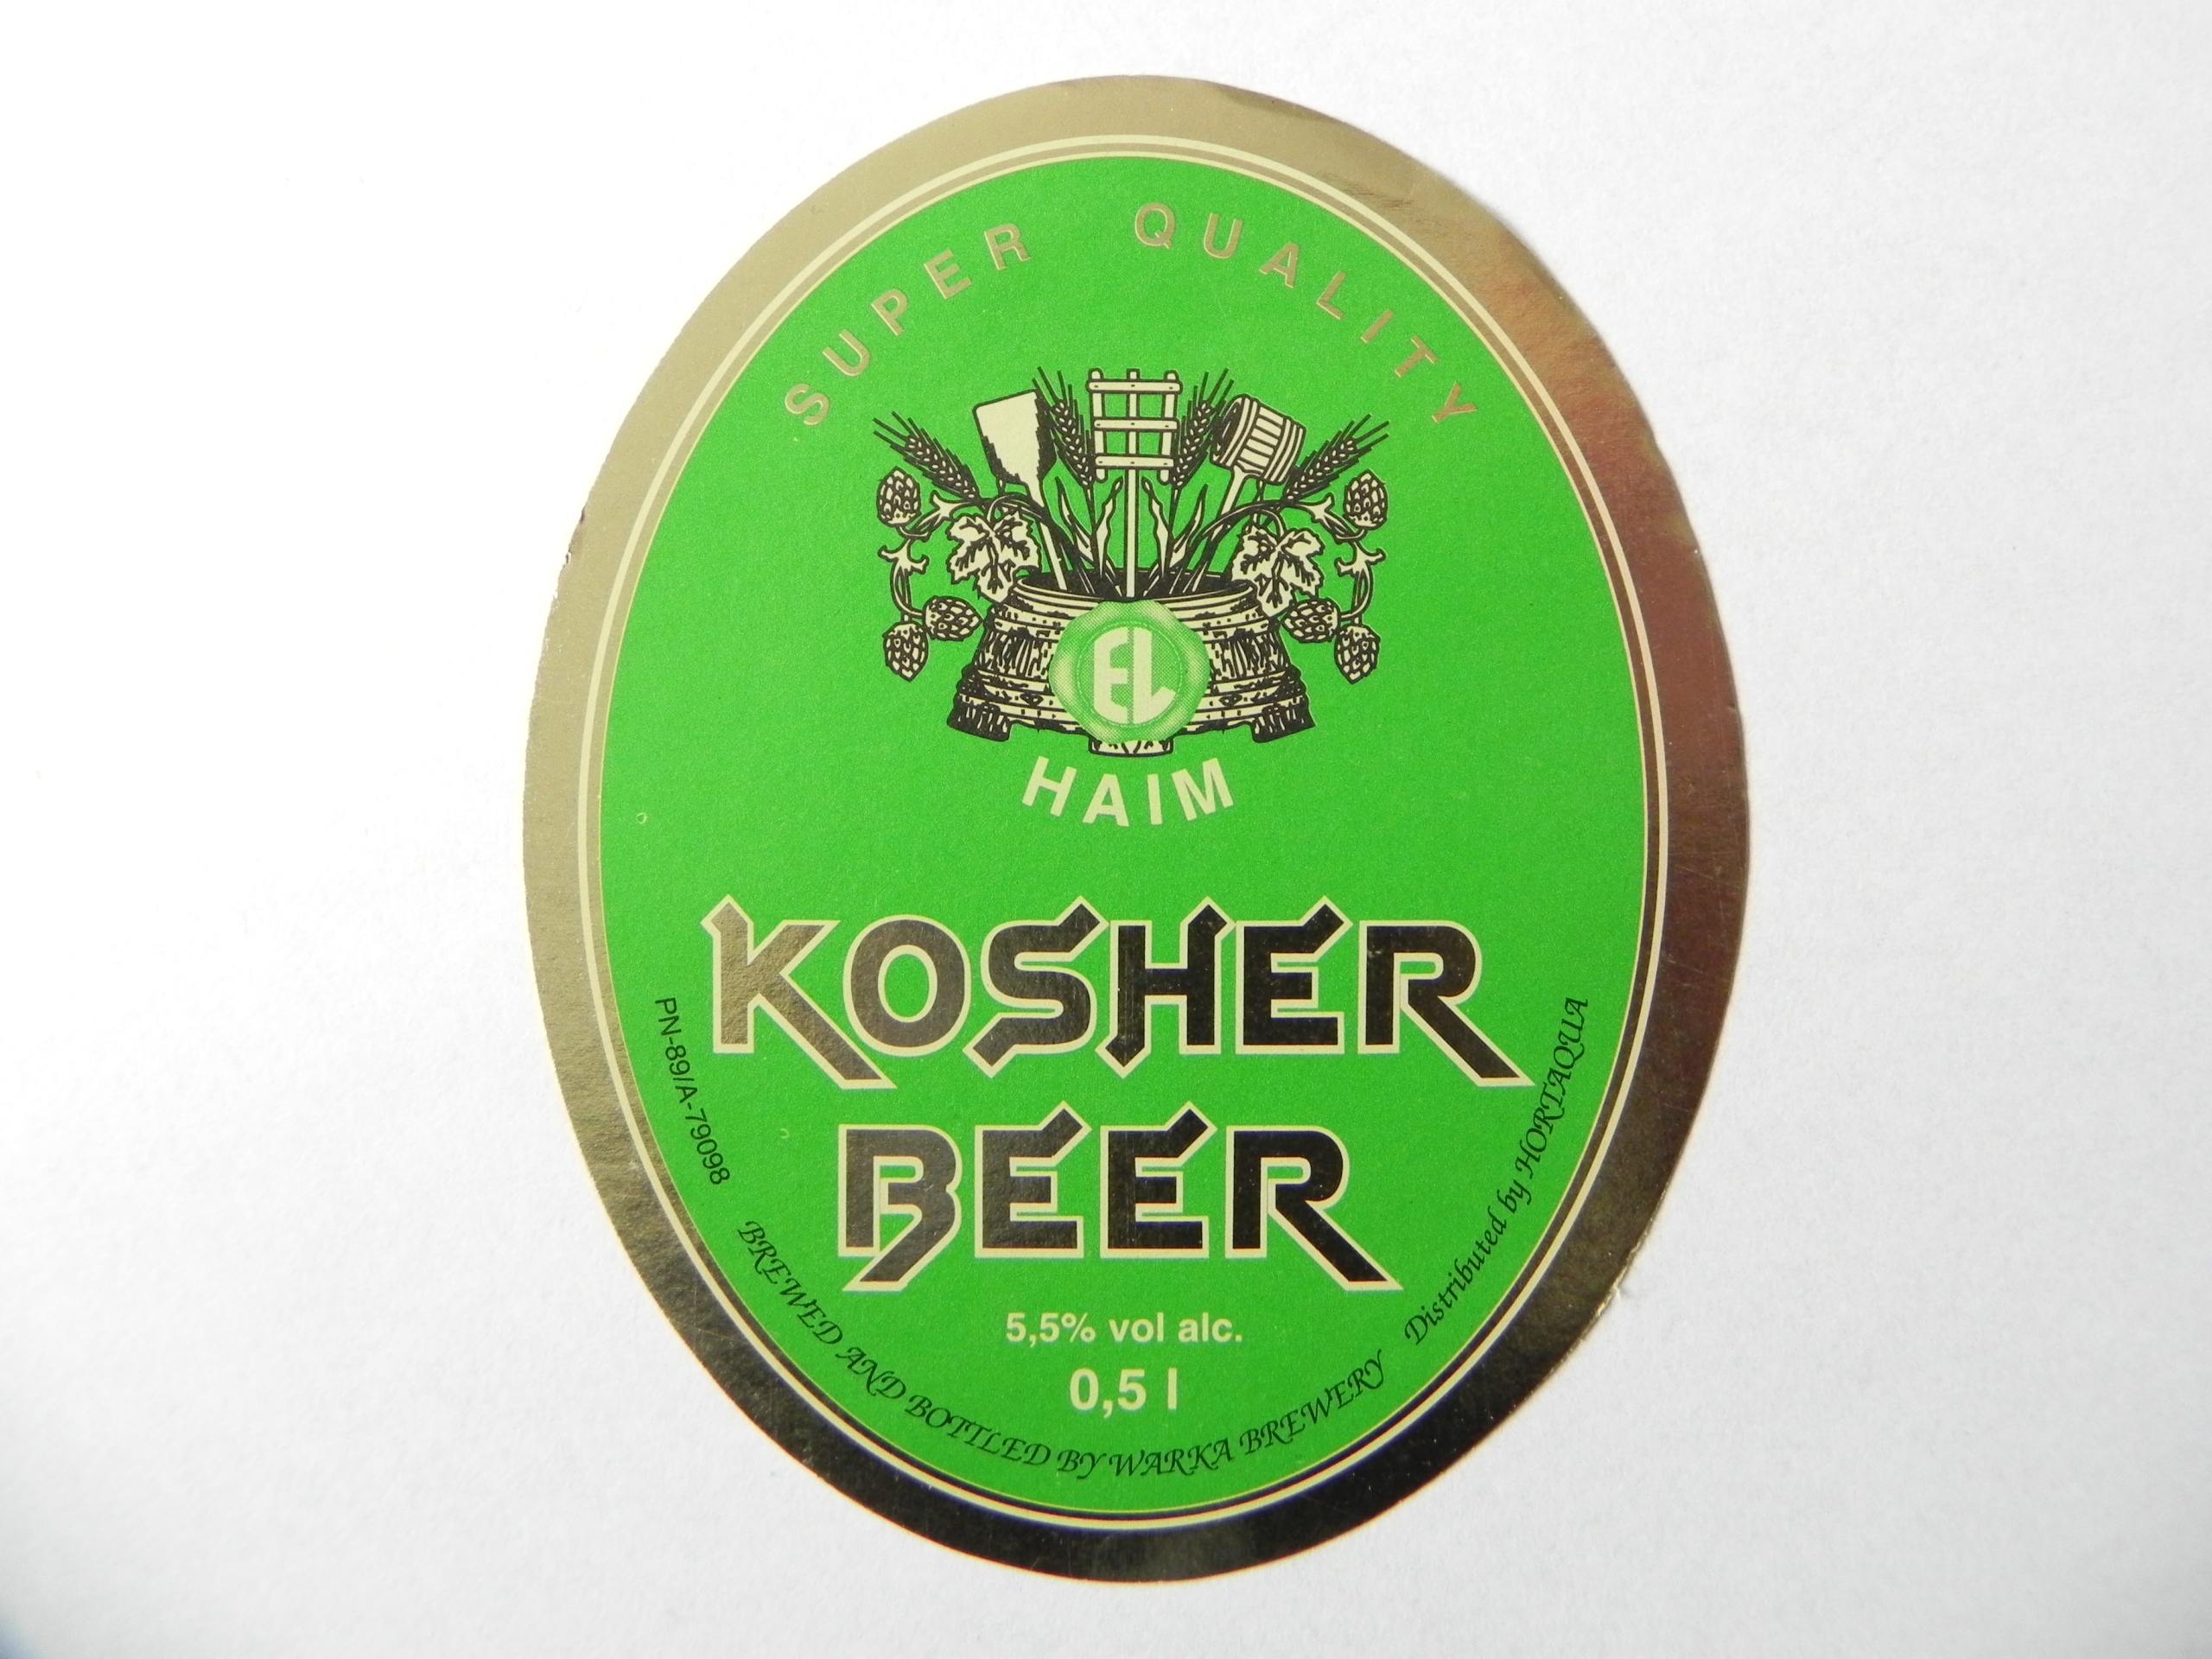 SUPER QUALITY
EL
HAIM
KOSHER
BEER
5,5% vol alc.
0,5 l
PN-89/A-79098
BREWED AND BOTTLED BY WARKA BREWERY
Distributed by HORTAQUA